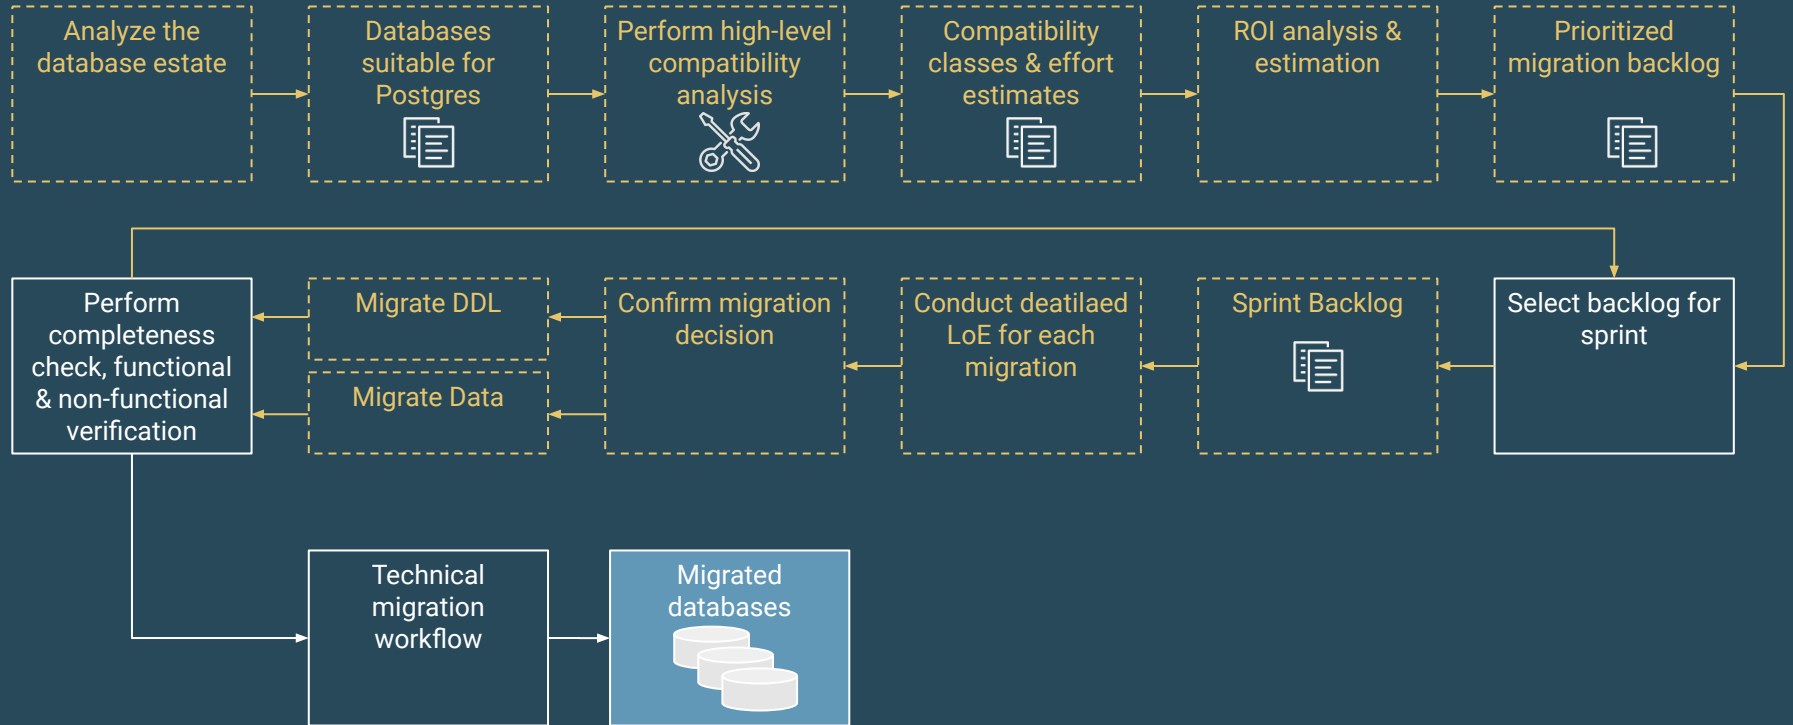 Analyze the
database estate
Databases
suitable for
Postgres
Perform high-level
compatibility
analysis
Compatibility
classes & effort
estimates
ROI analysis &
estimation
Prioritized
migration backlog
Perform
completeness
check, functional
& non-functional
verification
Migrate DDL
Migrate Data
Confirm migration
decision
Conduct deatilaed
LoE for each
migration
Sprint Backlog
Select backlog for
sprint
Technical
migration
workflow
Migrated
databases